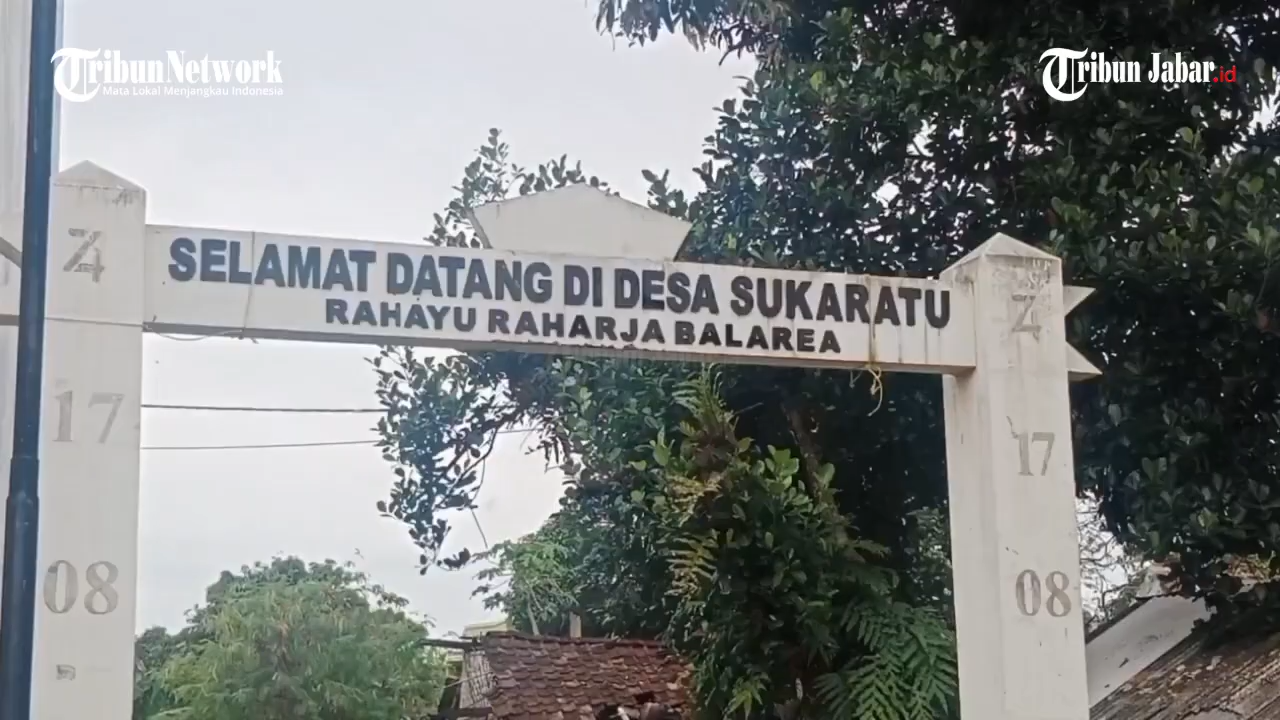 TribunNetwork
Mata Lokal Menjangkau Indonesia
Tribun Jabar.id
SELAMAT DATANG DI DESA SUKARATU
RAHAYU RAHARJA BALAREA
17
08
17
08